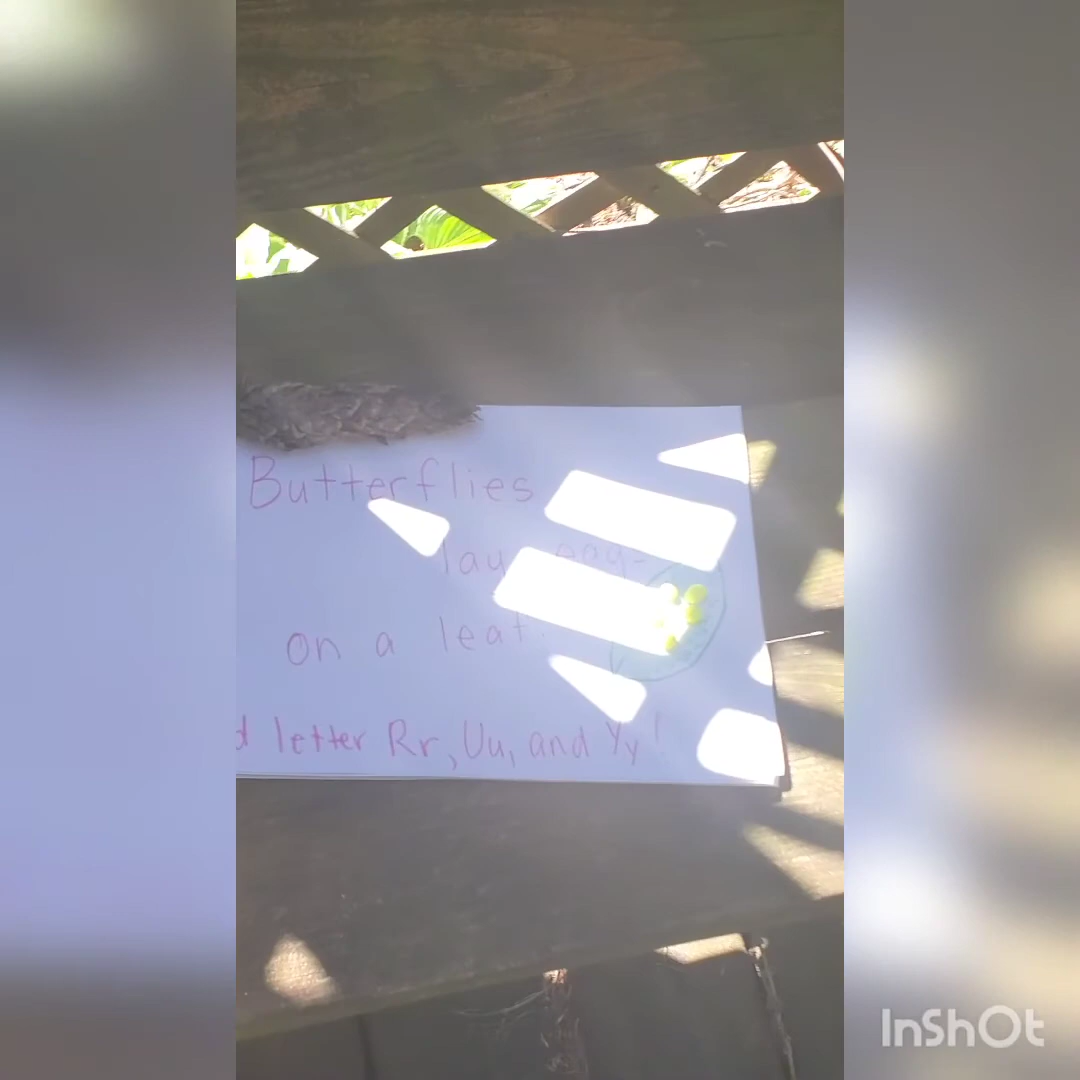 Butterflies
lay
on a leaf.
letter Rr, Uu, and Yy!
InShOt